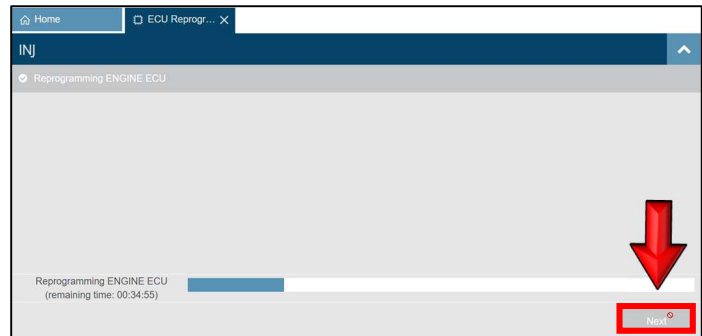 Home
ECU Reprogr...
INJ
Reprogramming ENGINE ECU
Reprogramming ENGINE ECU
(remaining time: 00:34:55)
Next